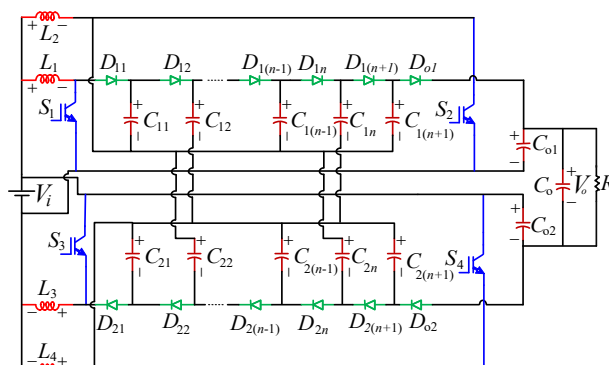 + −
L2
L1 D11 D12 D1(n-1) D1n D1(n+1) Do1
+ −
S1 S2
+ + + + +
C11 C12 C1(n-1) C1n C1(n+1)
− − − − −
+ Co1 −
Vi
+ Co − Vo R
S3 S4
+ Co2 −
+ + + + +
C21 C22 C2(n-1) C2n C2(n+1)
− − − − −
L3
− +
D21 D22 D2(n-1) D2n D2(n+1) Do2
L4
− +